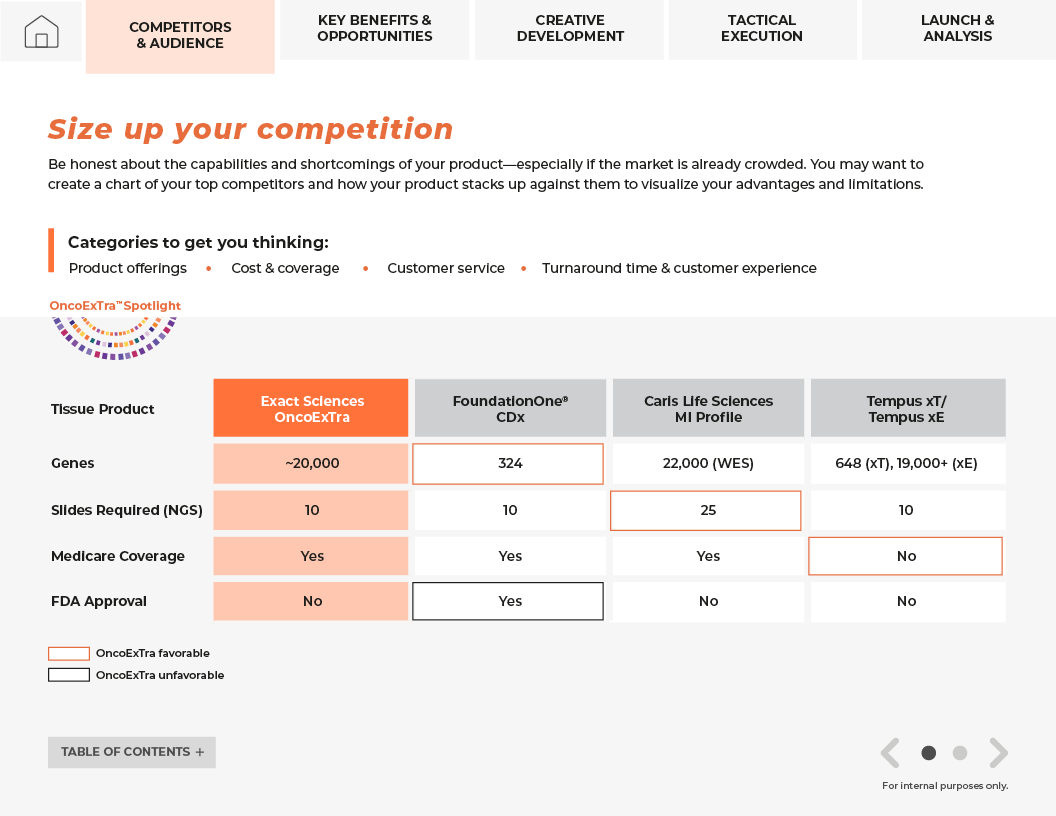 COMPETITORS
& AUDIENCE
KEY BENEFITS &
OPPORTUNITIES
CREATIVE
DEVELOPMENT
TACTICAL
EXECUTION
LAUNCH &
ANALYSIS
Size up your competition
Be honest about the capabilities and shortcomings of your product—especially if the market is already crowded. You may want to
create a chart of your top competitors and how your product stacks up against them to visualize your advantages and limitations.
Categories to get you thinking:
Product offerings • Cost & coverage • Customer service • Turnaround time & customer experience
OncoExTra™ Spotlight
Tissue Product
Exact Sciences
OncoExTra
FoundationOne®
CDx
Caris Life Sciences
MI Profile
Tempus xT/
Tempus xE
Genes ~20,000 324 22,000 (WES) 648 (xT), 19,000+ (xE)
Slides Required (NGS) 10 10 25 10
Medicare Coverage Yes Yes Yes No
FDA Approval No Yes No No
OncoExTra favorable
OncoExTra unfavorable
TABLE OF CONTENTS +
For internal purposes only.